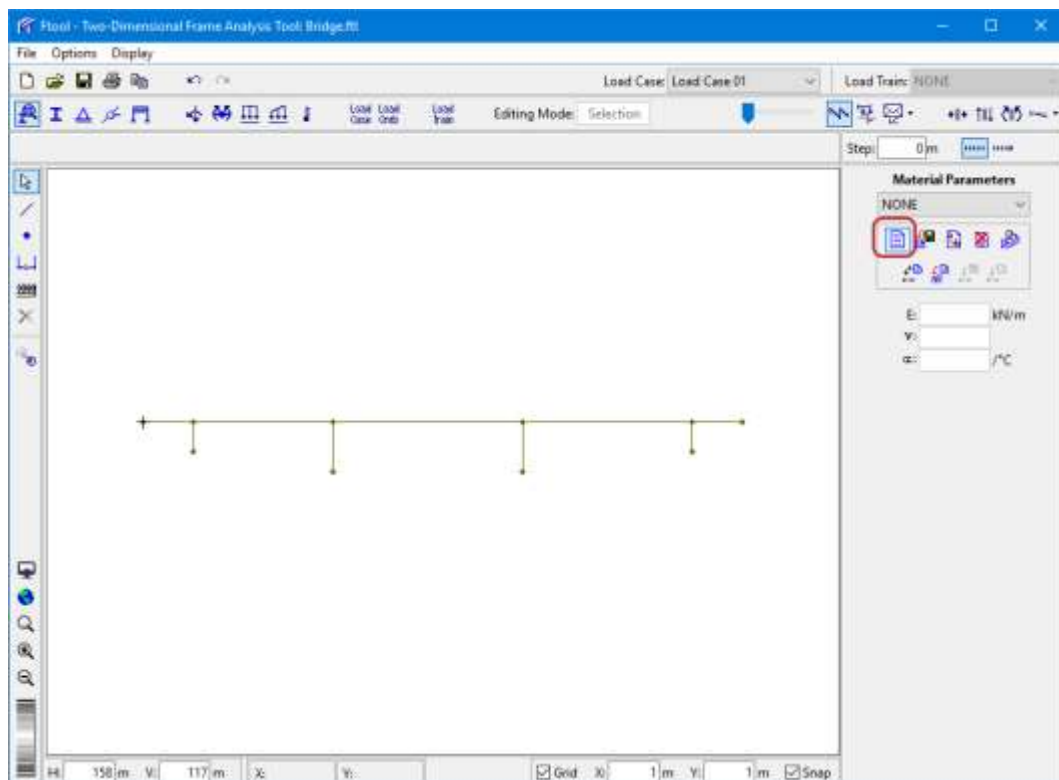 Ftool - Two-Dimensional Frame Analysis Tool: Bridge.ftl
File Options Display
Load Case: Load Case 01 Load Train: NONE
Load Case Load Cmb Load Train Editing Mode: Selection
Step: 0 m
Material Parameters
NONE
E: kN/m
ν:
α: /°C
H: 158 m V: 117 m X: Y: Grid X: 1 m Y: 1 m Snap